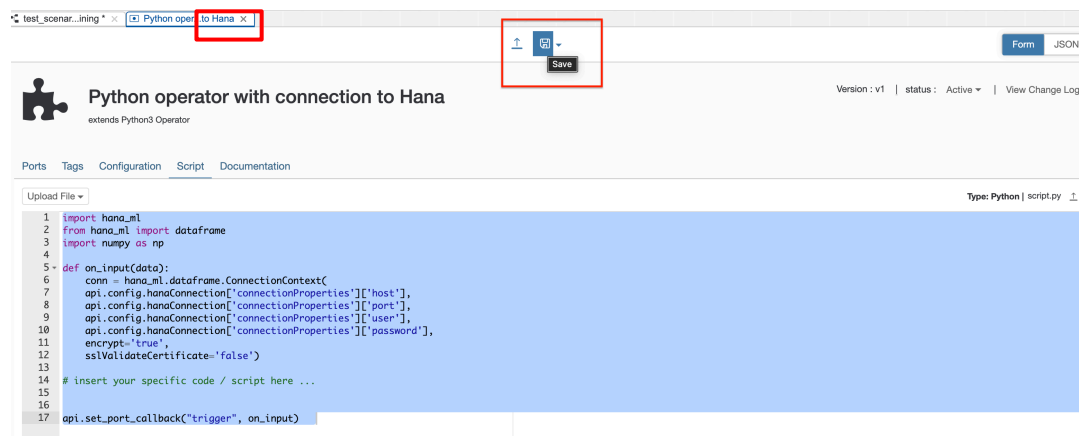 test_scenar...ining * × Python oper...to Hana ×
Save
Form JSON
Python operator with connection to Hana
extends Python3 Operator
Version : v1 | status : Active | View Change Log
Ports Tags Configuration Script Documentation
Upload File
Type: Python | script.py
1 import hana_ml
2 from hana_ml import dataframe
3 import numpy as np
4
5 def on_input(data):
6 conn = hana_ml.dataframe.ConnectionContext(
7 api.config.hanaConnection['connectionProperties']['host'],
8 api.config.hanaConnection['connectionProperties']['port'],
9 api.config.hanaConnection['connectionProperties']['user'],
10 api.config.hanaConnection['connectionProperties']['password'],
11 encrypt='true',
12 sslValidateCertificate='false')
13
14 # insert your specific code / script here ...
15
16
17 api.set_port_callback("trigger", on_input)